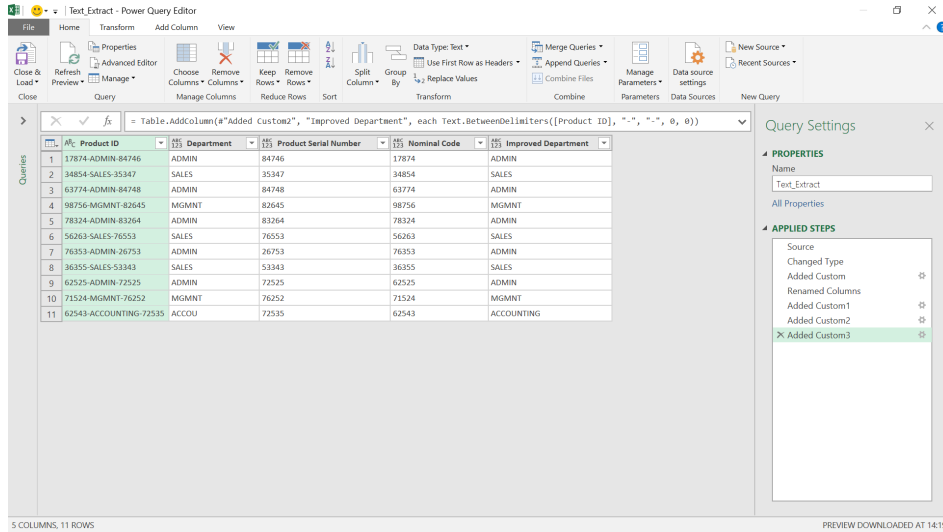 Text_Extract - Power Query Editor
File Home Transform Add Column View
Close & Load
Close
Refresh Preview
Properties
Advanced Editor
Manage
Query
Choose Columns
Remove Columns
Manage Columns
Keep Rows
Remove Rows
Reduce Rows
Sort
Split Column
Group By
Data Type: Text
Use First Row as Headers
Replace Values
Transform
Merge Queries
Append Queries
Combine Files
Combine
Manage Parameters
Parameters
Data source settings
Data Sources
New Source
Recent Sources
New Query
fx = Table.AddColumn(#"Added Custom2", "Improved Department", each Text.BetweenDelimiters([Product ID], "-", "-", 0, 0))
Queries
ABC Product ID ABC 123 Department ABC 123 Product Serial Number ABC 123 Nominal Code ABC 123 Improved Department
1 17874-ADMIN-84746 ADMIN 84746 17874 ADMIN
2 34854-SALES-35347 SALES 35347 34854 SALES
3 63774-ADMIN-84748 ADMIN 84748 63774 ADMIN
4 98756-MGMNT-82645 MGMNT 82645 98756 MGMNT
5 78324-ADMIN-83264 ADMIN 83264 78324 ADMIN
6 56263-SALES-76553 SALES 76553 56263 SALES
7 76353-ADMIN-26753 ADMIN 26753 76353 ADMIN
8 36355-SALES-53343 SALES 53343 36355 SALES
9 62525-ADMIN-72525 ADMIN 72525 62525 ADMIN
10 71524-MGMNT-76252 MGMNT 76252 71524 MGMNT
11 62543-ACCOUNTING-72535 ACCOU 72535 62543 ACCOUNTING
Query Settings
PROPERTIES
Name
Text_Extract
All Properties
APPLIED STEPS
Source
Changed Type
Added Custom
Renamed Columns
Added Custom1
Added Custom2
Added Custom3
5 COLUMNS, 11 ROWS
PREVIEW DOWNLOADED AT 14:1